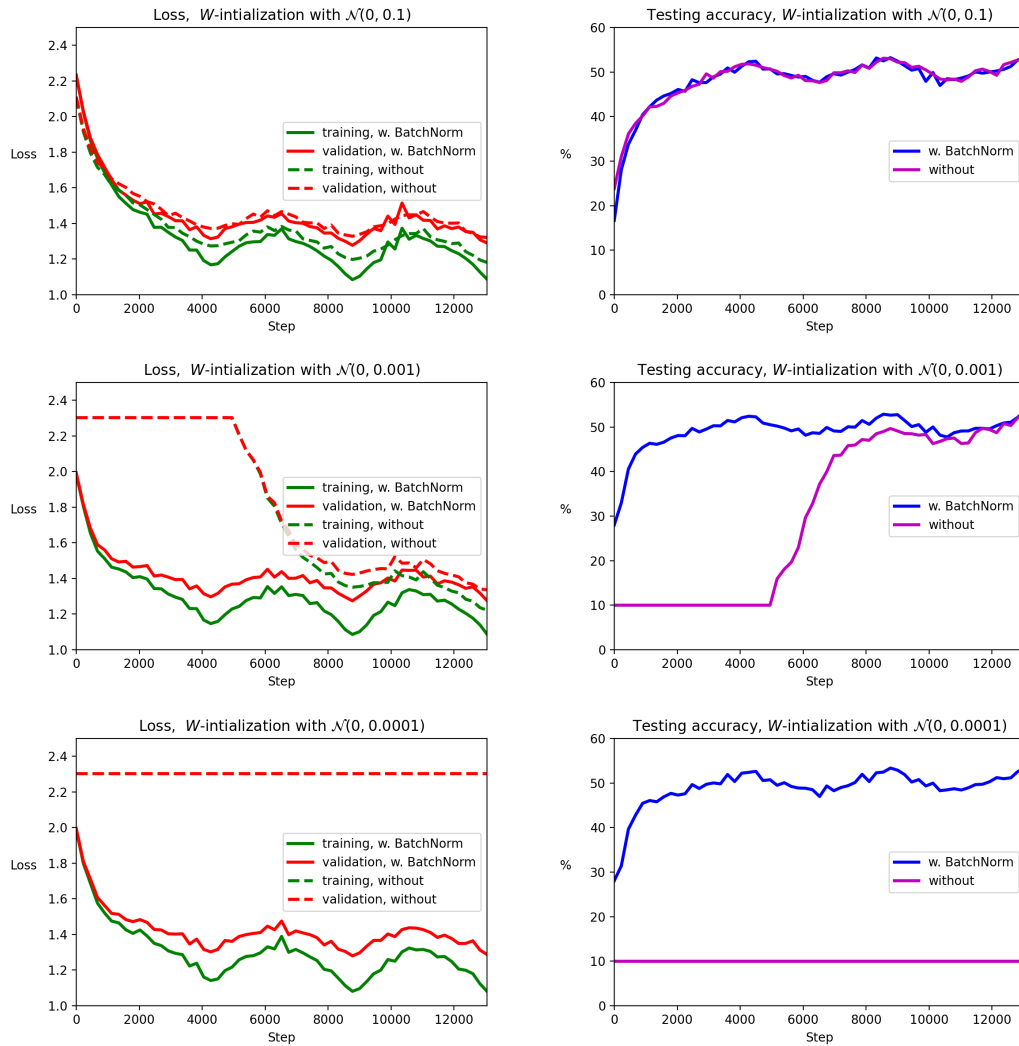 Loss,  W-intialization with 𝒩(0, 0.1)
2.4
2.2
2.0
1.8
Loss
1.6
1.4
1.2
1.0
training, w. BatchNorm
validation, w. BatchNorm
training, without
validation, without
0 2000 4000 6000 8000 10000 12000
Step
Testing accuracy, W-intialization with 𝒩(0, 0.1)
60
50
40
%
30
20
10
0
w. BatchNorm
without
0 2000 4000 6000 8000 10000 12000
Step
Loss,  W-intialization with 𝒩(0, 0.001)
2.4
2.2
2.0
1.8
Loss
1.6
1.4
1.2
1.0
training, w. BatchNorm
validation, w. BatchNorm
training, without
validation, without
0 2000 4000 6000 8000 10000 12000
Step
Testing accuracy, W-intialization with 𝒩(0, 0.001)
60
50
40
%
30
20
10
0
w. BatchNorm
without
0 2000 4000 6000 8000 10000 12000
Step
Loss,  W-intialization with 𝒩(0, 0.0001)
2.4
2.2
2.0
1.8
Loss
1.6
1.4
1.2
1.0
training, w. BatchNorm
validation, w. BatchNorm
training, without
validation, without
0 2000 4000 6000 8000 10000 12000
Step
Testing accuracy, W-intialization with 𝒩(0, 0.0001)
60
50
40
%
30
20
10
0
w. BatchNorm
without
0 2000 4000 6000 8000 10000 12000
Step